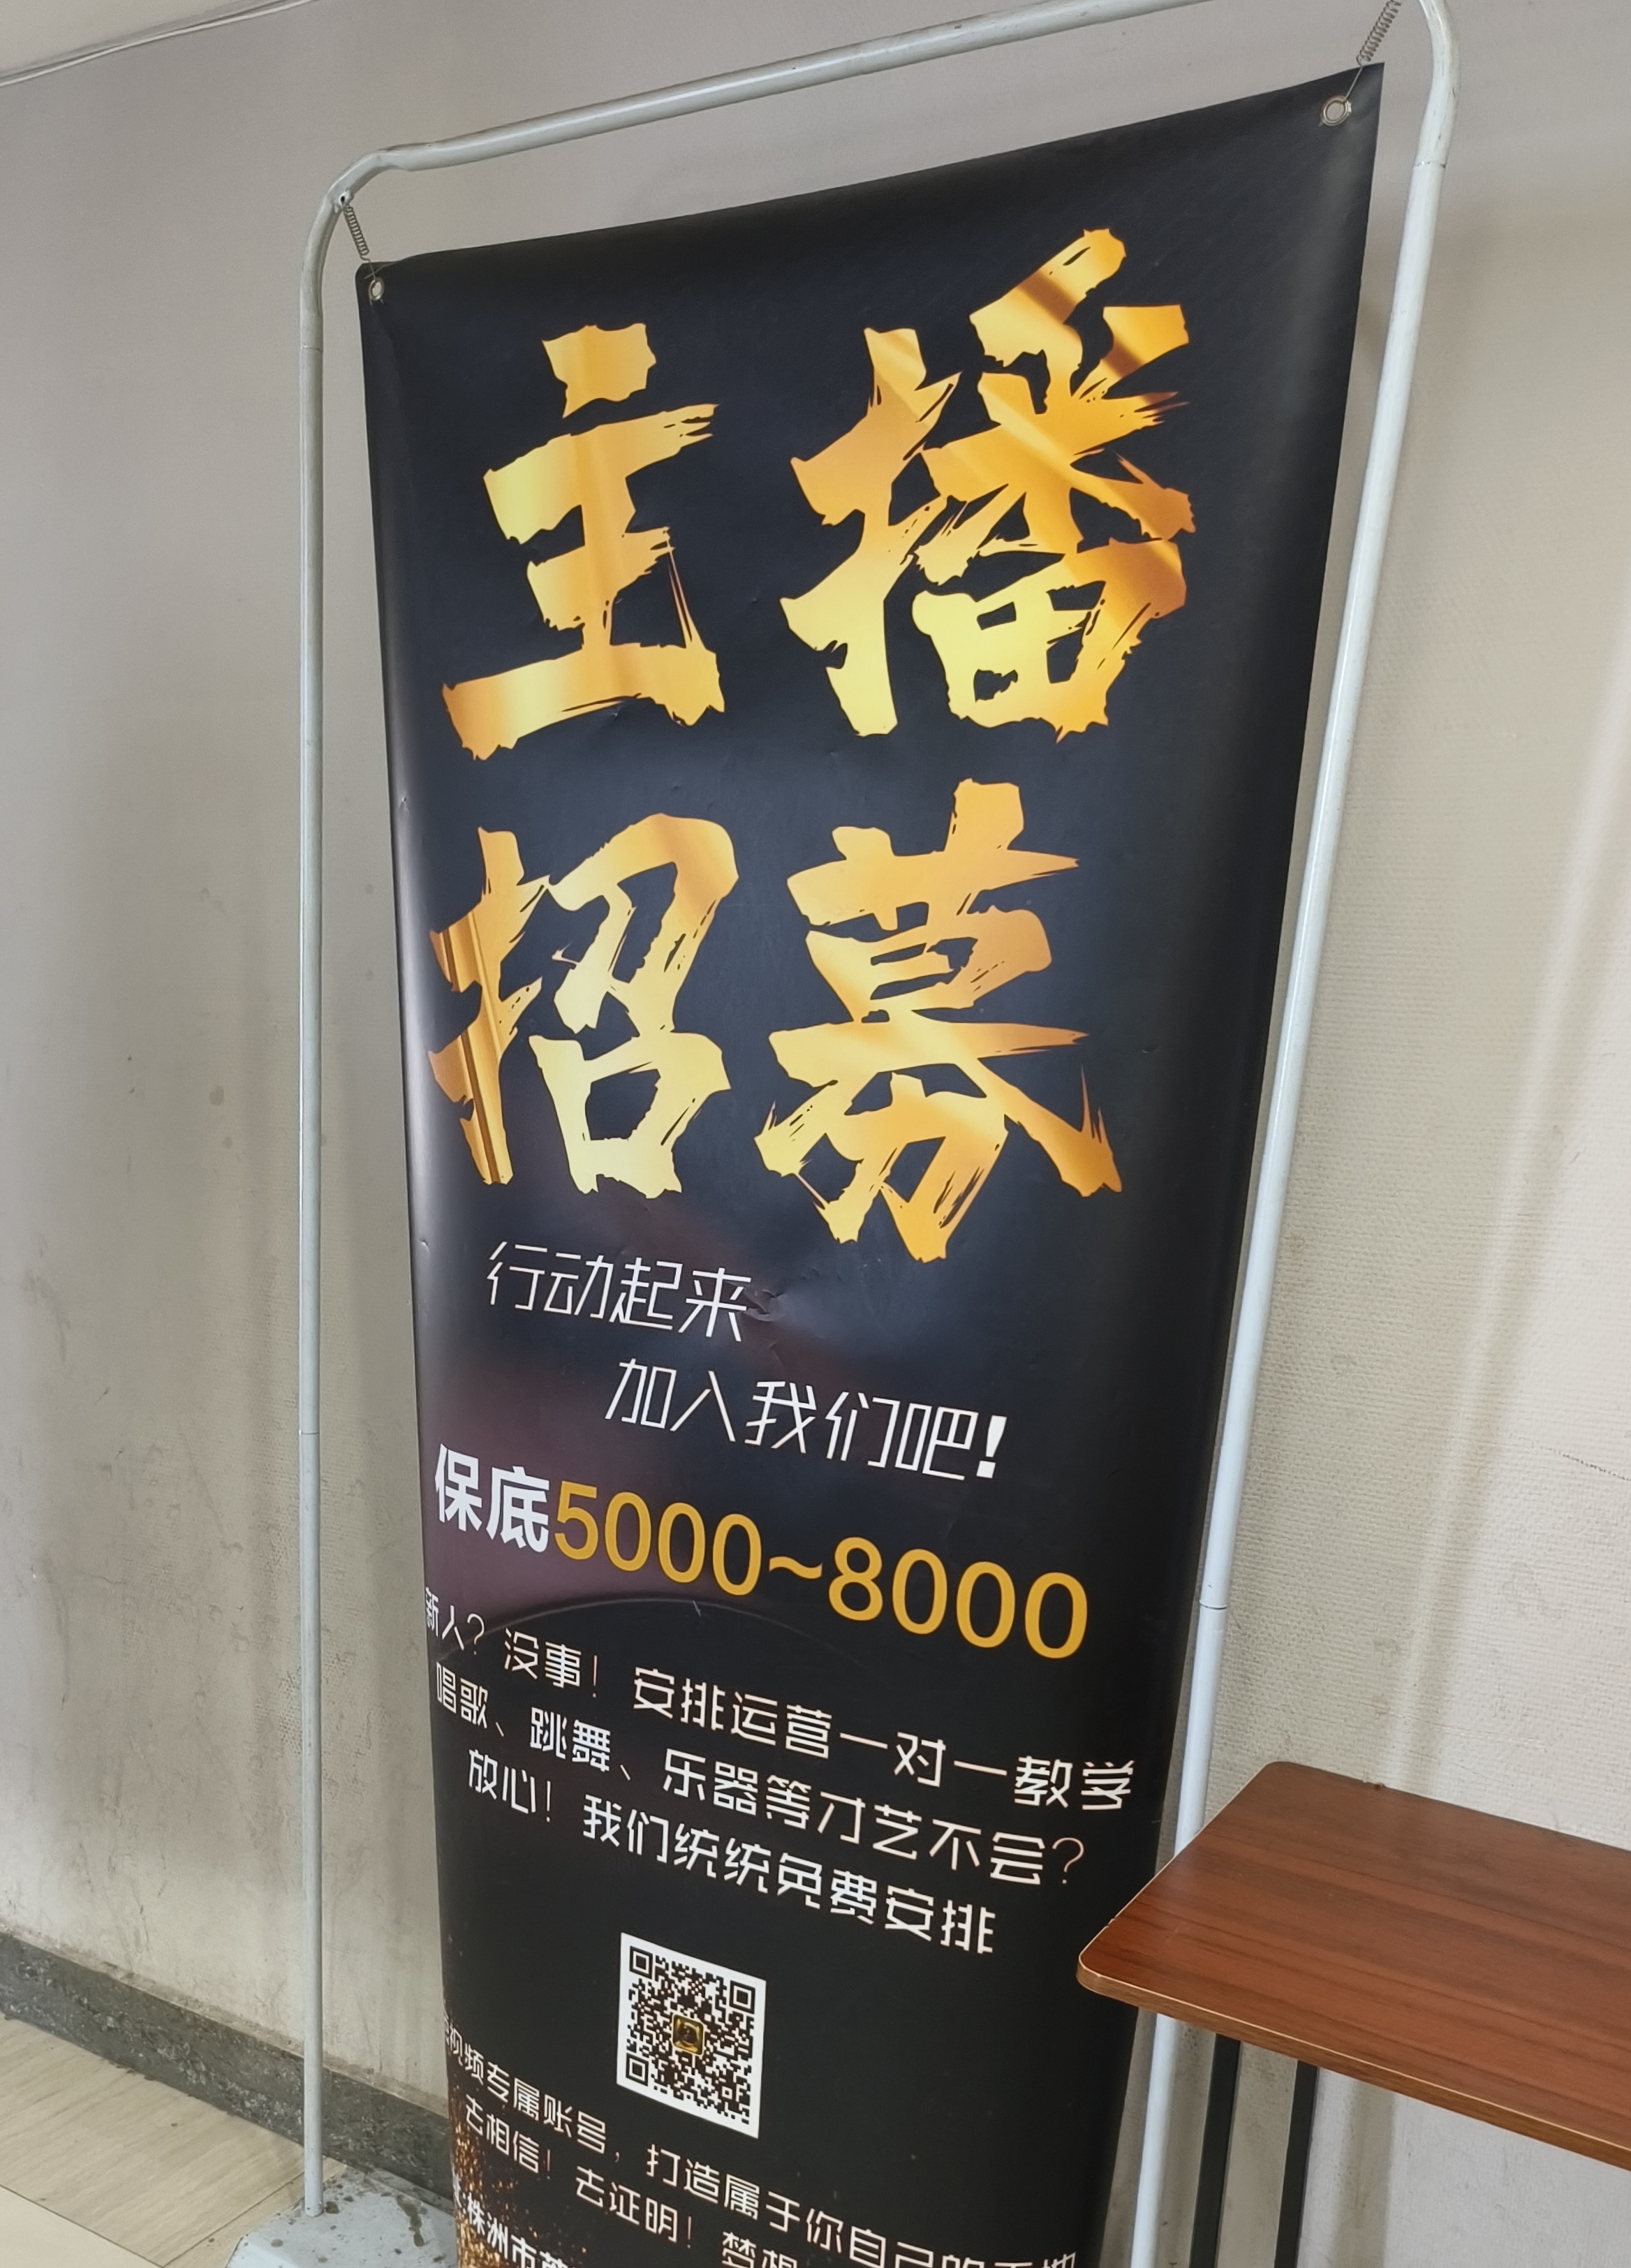 主播
招募
行动起来
加入我们吧!
保底5000~8000
新人？没事！安排运营一对一教学
唱歌、跳舞、乐器等才艺不会？
放心！我们统统免费安排
视频专属账号，打造属于你自己的天地
去相信！去证明！梦想
株洲市